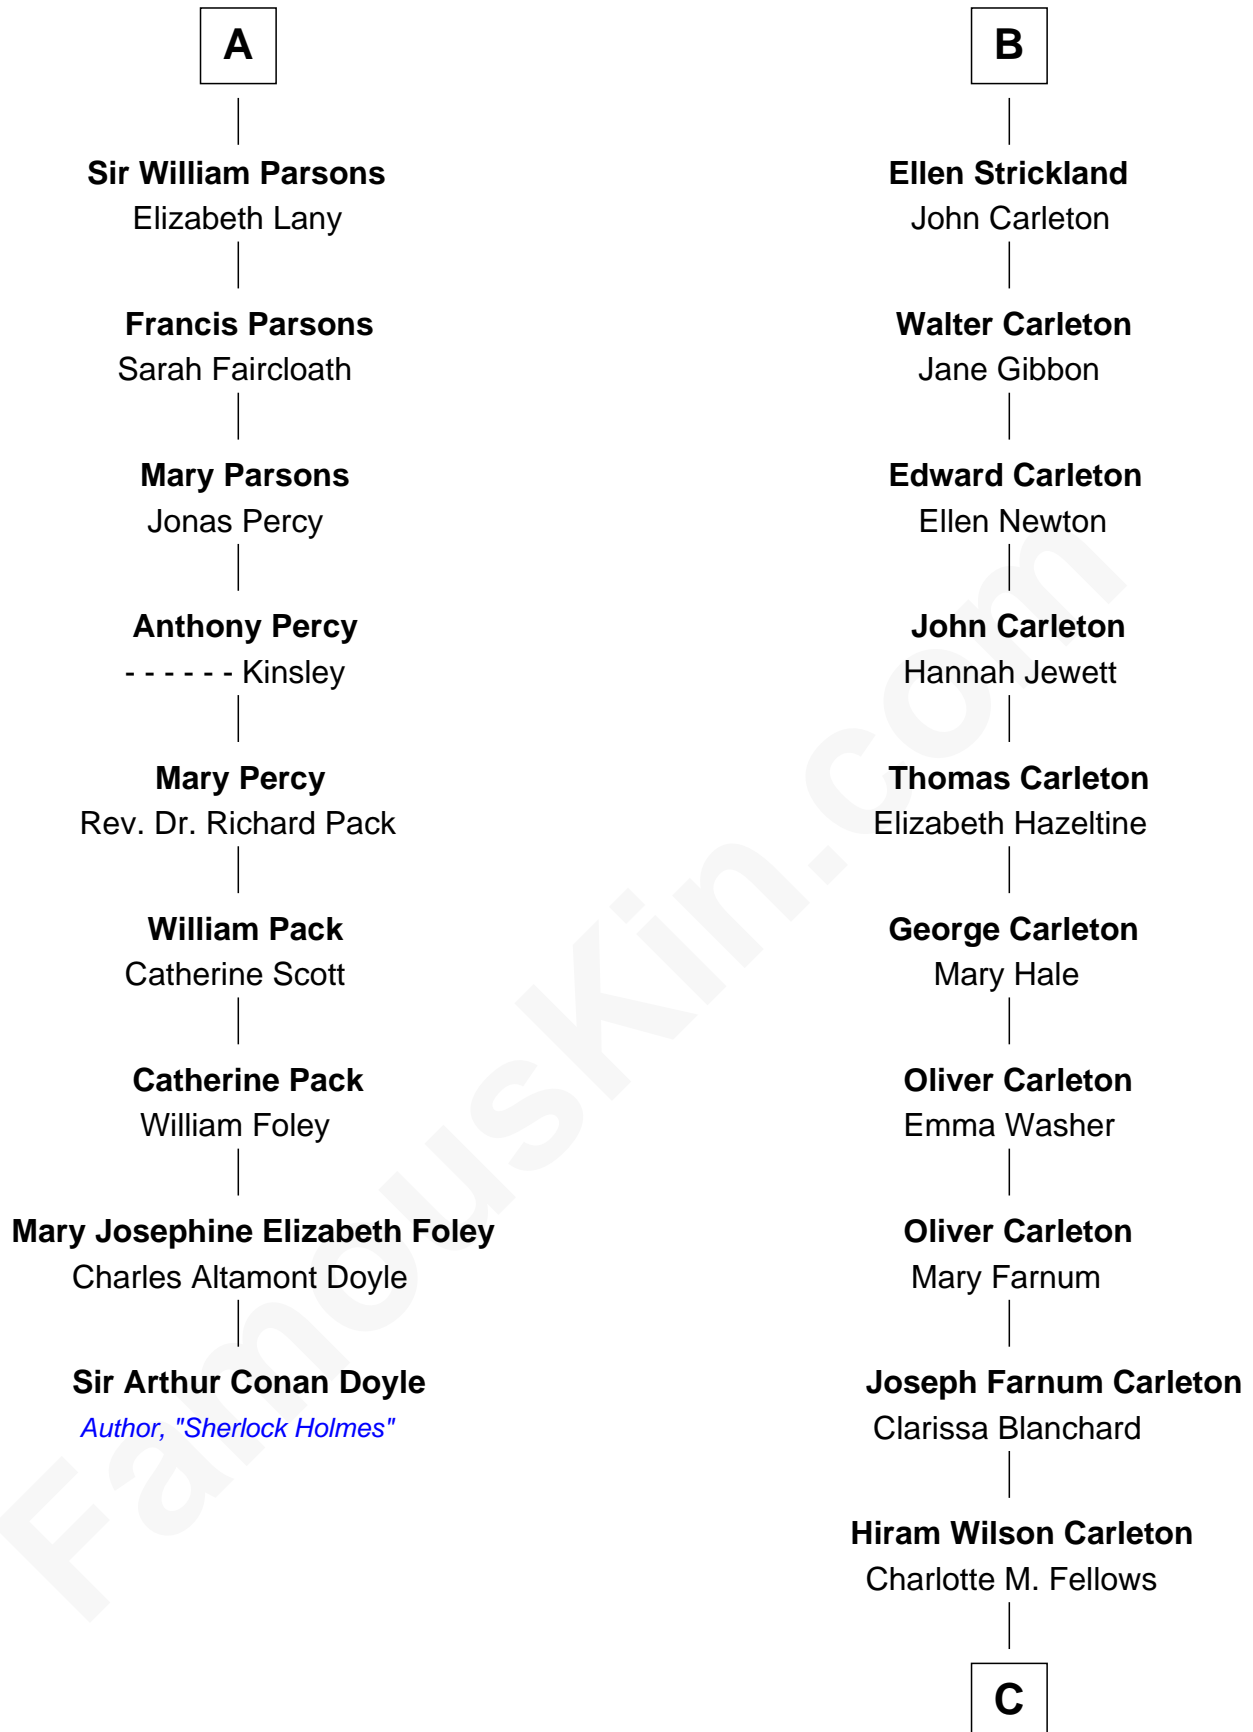 A
Sir William Parsons
Elizabeth Lany
Francis Parsons
Sarah Faircloath
Mary Parsons
Jonas Percy
Anthony Percy
- - - - - - Kinsley
Mary Percy
Rev. Dr. Richard Pack
William Pack
Catherine Scott
Catherine Pack
William Foley
Mary Josephine Elizabeth Foley
Charles Altamont Doyle
Sir Arthur Conan Doyle
Author, "Sherlock Holmes"
B
Ellen Strickland
John Carleton
Walter Carleton
Jane Gibbon
Edward Carleton
Ellen Newton
John Carleton
Hannah Jewett
Thomas Carleton
Elizabeth Hazeltine
George Carleton
Mary Hale
Oliver Carleton
Emma Washer
Oliver Carleton
Mary Farnum
Joseph Farnum Carleton
Clarissa Blanchard
Hiram Wilson Carleton
Charlotte M. Fellows
C
FamousKin.com